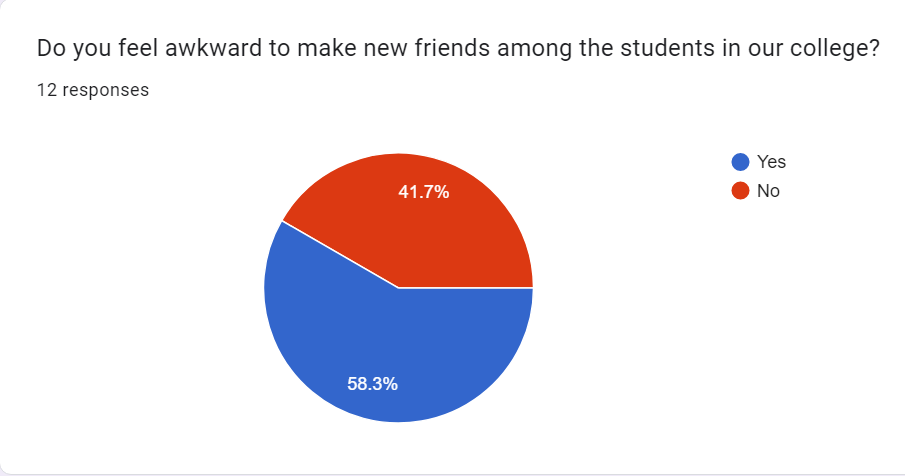 Do you feel awkward to make new friends among the students in our college?
12 responses
41.7%
58.3%
Yes
No